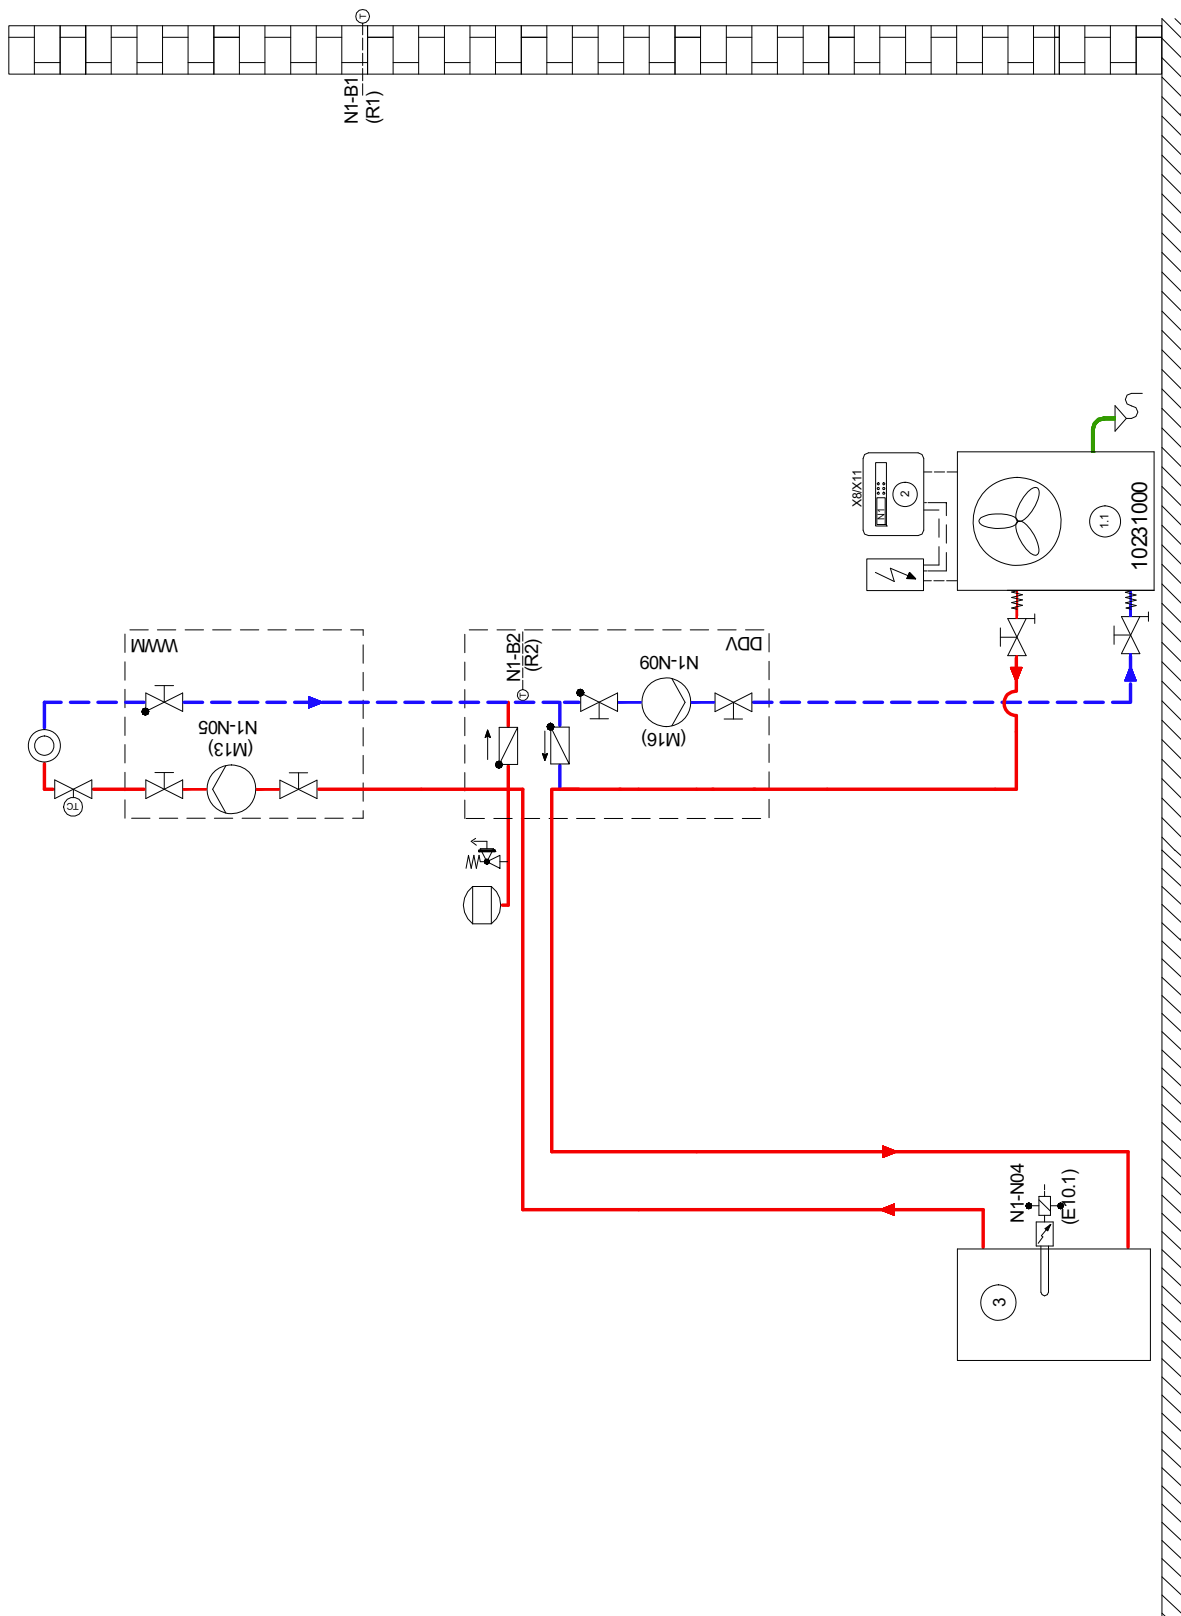 T
N1-B1
(R1)
WWM
N1-N05
(M13)
TC
N1-B2
(R2)
T
DDV
N1-N09
(M16)
X8/X11
N1
2
1.1
10231000
N1-N04
(E10.1)
3